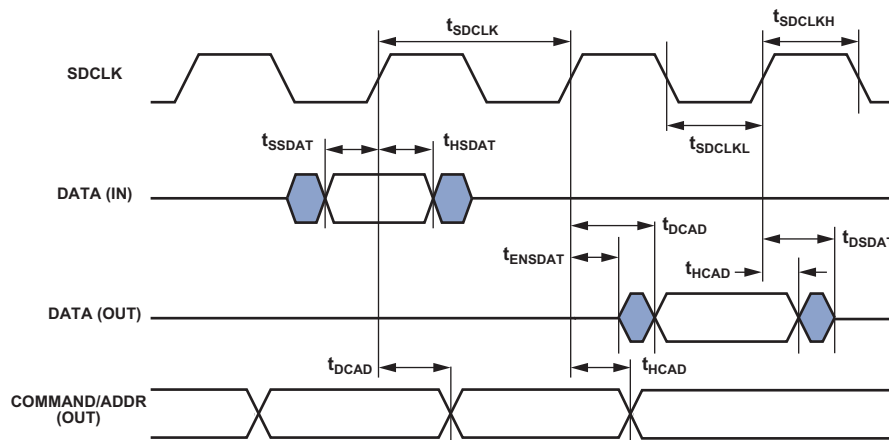 tSDCLK
tSDCLKH
SDCLK
tSSDAT
tHSDAT
tSDCLKL
DATA (IN)
tDCAD
tENSDAT
tDSDAT
tHCAD
DATA (OUT)
tDCAD
tHCAD
COMMAND/ADDR
(OUT)